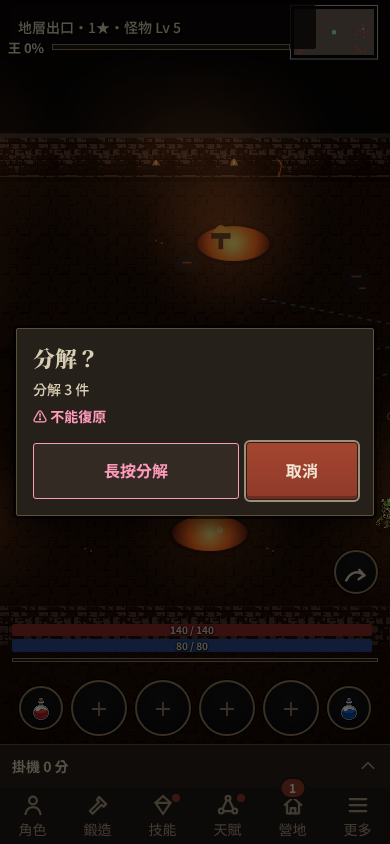 地層出口・1★・怪物 Lv 5
王 0%
分解？
分解 3 件
不能復原
長按分解
取消
140 / 140
80 / 80
掛機 0 分
1
角色
鍛造
技能
天賦
營地
更多